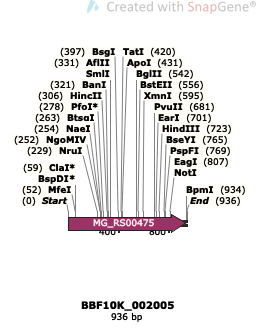 Created with SnapGene®
(397) BsgI TatI (420)
(331) AflII ApoI (431)
SmlI BglII (542)
(321) BanI BstEII (556)
(306) HincII XmnI (595)
(278) PfoI* PvuII (681)
(263) BtsαI EarI (701)
(254) NaeI HindIII (723)
(252) NgoMIV BseYI (765)
(229) NruI PspFI (769)
(59) ClaI* EagI (807)
BspDI* NotI
(52) MfeI BpmI (934)
(0) Start End (936)
MG_RS00475
400 800
BBF10K_002005
936 bp